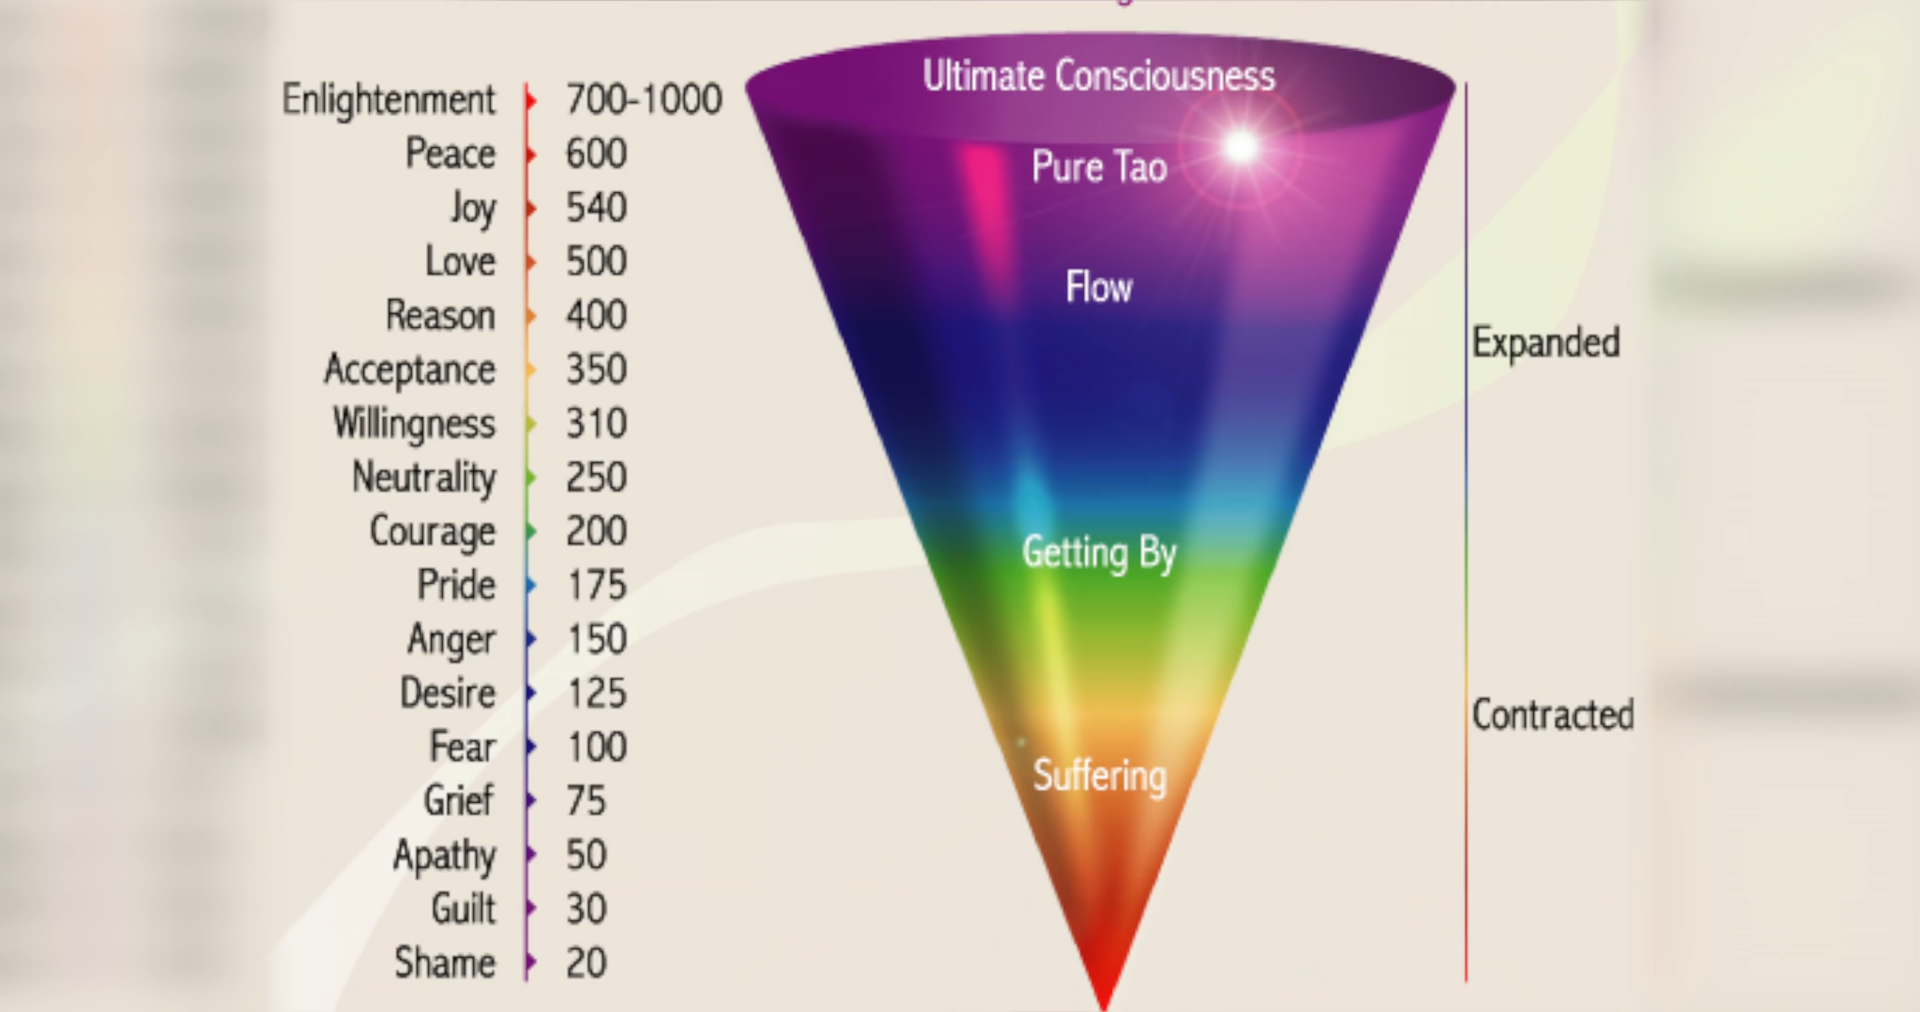 Enlightenment 700-1000
Peace 600
Joy 540
Love 500
Reason 400
Acceptance 350
Willingness 310
Neutrality 250
Courage 200
Pride 175
Anger 150
Desire 125
Fear 100
Grief 75
Apathy 50
Guilt 30
Shame 20
Ultimate Consciousness
Pure Tao
Flow
Getting By
Suffering
Expanded
Contracted